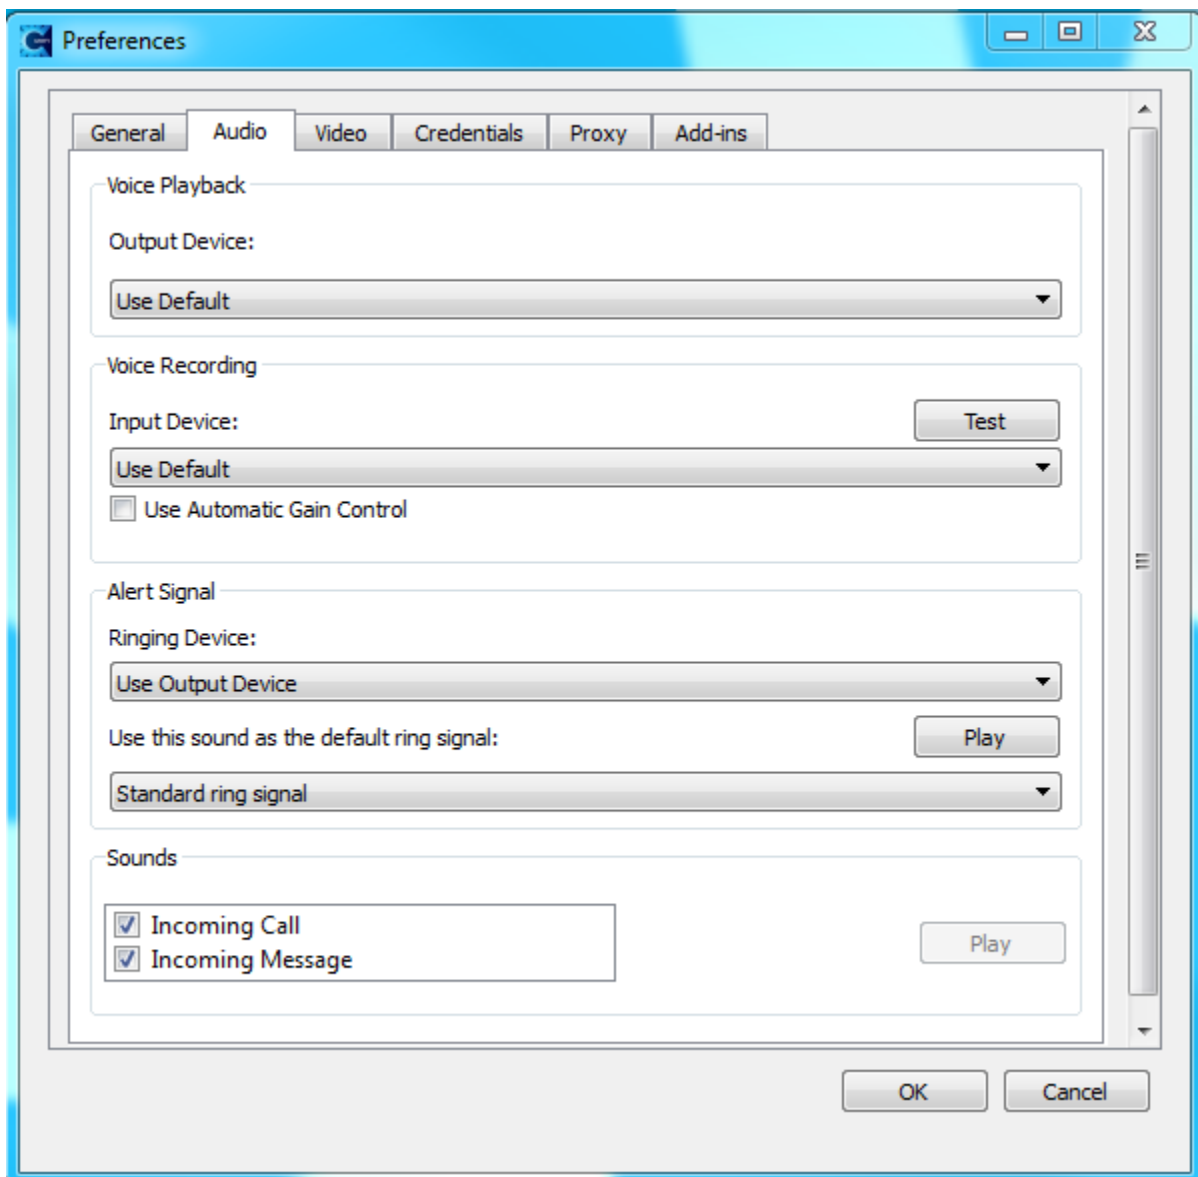 Preferences
General Audio Video Credentials Proxy Add-ins
Voice Playback
Output Device:
Use Default
Voice Recording
Input Device: Test
Use Default
Use Automatic Gain Control
Alert Signal
Ringing Device:
Use Output Device
Use this sound as the default ring signal: Play
Standard ring signal
Sounds
Incoming Call
Incoming Message
Play
OK Cancel